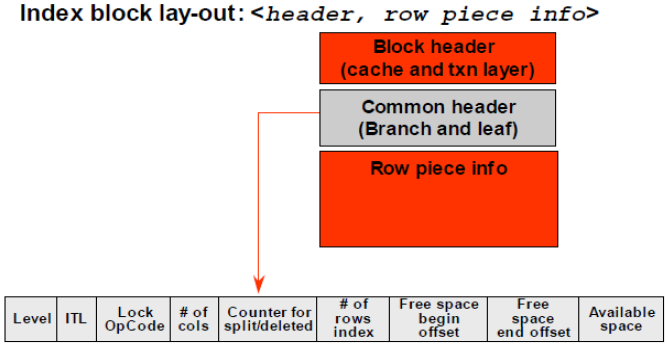 Index block lay-out: <header, row piece info>
Block header
(cache and txn layer)
Common header
(Branch and leaf)
Row piece info
Level
ITL
Lock
OpCode
# of
cols
Counter for
split/deleted
# of
rows
index
Free space
begin
offset
Free
space
end offset
Available
space